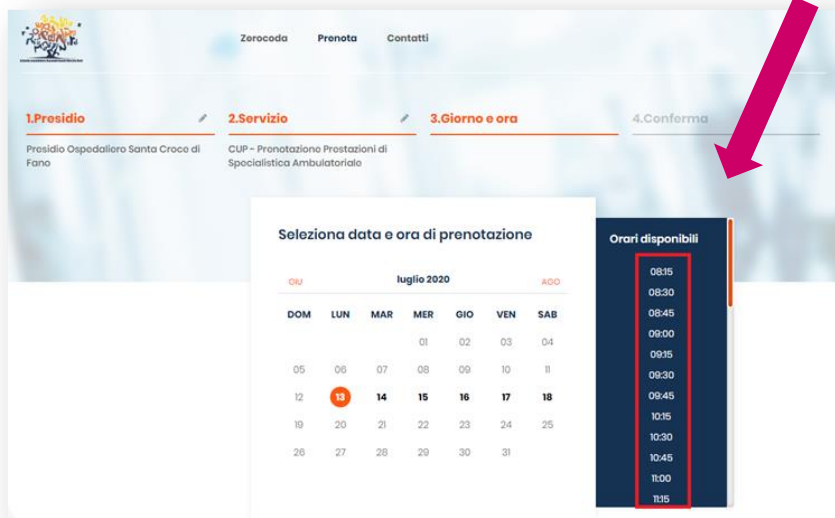 Zerocoda Prenota Contatti
1.Presidio 2.Servizio 3.Giorno e ora 4.Conferma
Presidio Ospedaliero Santa Croce di
Fano
CUP - Prenotazione Prestazioni di
Specialistica Ambulatoriale
Seleziona data e ora di prenotazione
GIU luglio 2020 AGO
DOM LUN MAR MER GIO VEN SAB
01 02 03 04
05 06 07 08 09 10 11
12 13 14 15 16 17 18
19 20 21 22 23 24 25
26 27 28 29 30 31
Orari disponibili
08:15
08:30
08:45
09:00
09:15
09:30
09:45
10:15
10:30
10:45
11:00
11:15